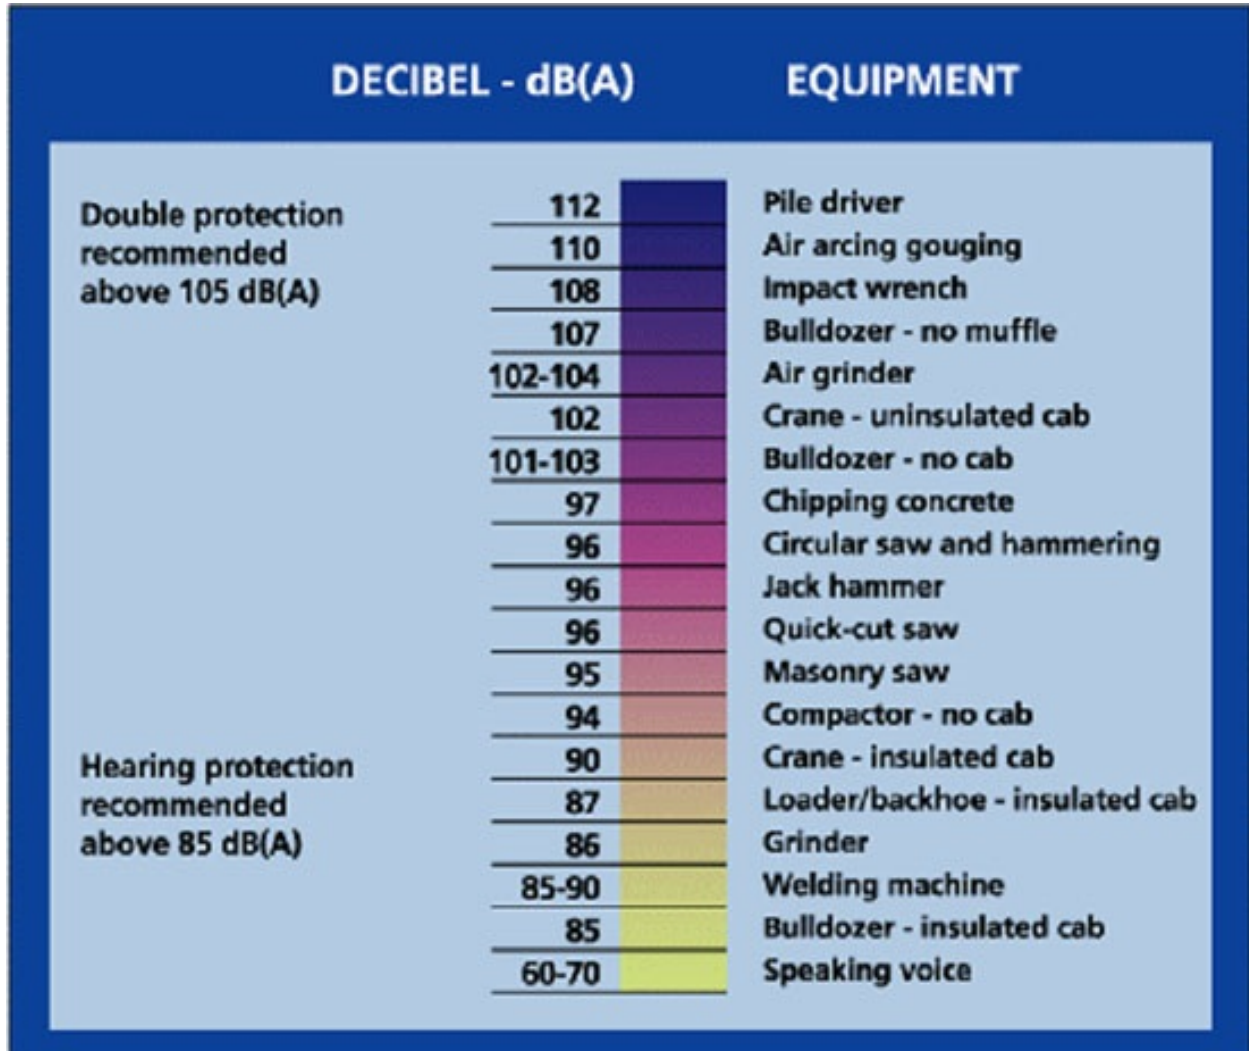 DECIBEL - dB(A) EQUIPMENT
Double protection
recommended
above 105 dB(A)
112 Pile driver
110 Air arcing gouging
108 Impact wrench
107 Bulldozer - no muffle
102-104 Air grinder
102 Crane - uninsulated cab
101-103 Bulldozer - no cab
97 Chipping concrete
96 Circular saw and hammering
96 Jack hammer
96 Quick-cut saw
95 Masonry saw
94 Compactor - no cab
Hearing protection
recommended
above 85 dB(A)
90 Crane - insulated cab
87 Loader/backhoe - insulated cab
86 Grinder
85-90 Welding machine
85 Bulldozer - insulated cab
60-70 Speaking voice